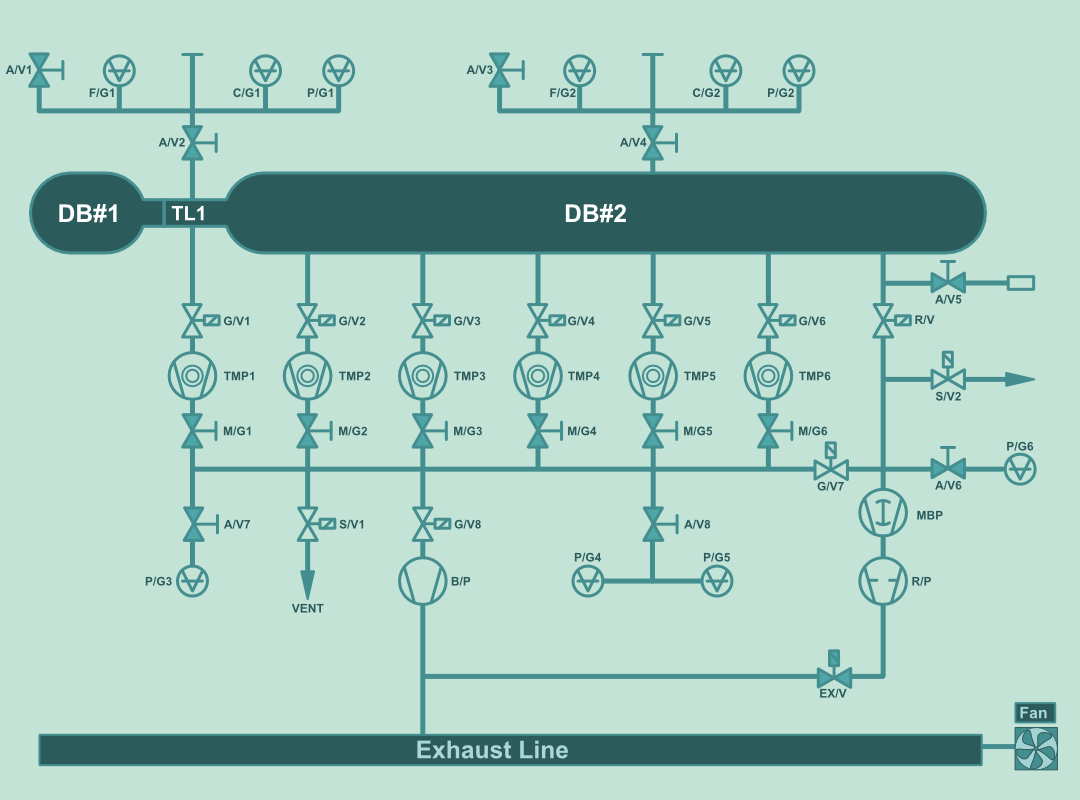 A/V1
F/G1
C/G1
P/G1
A/V3
F/G2
C/G2
P/G2
A/V2
A/V4
DB#1
TL1
DB#2
A/V5
G/V1
G/V2
G/V3
G/V4
G/V5
G/V6
R/V
TMP1
TMP2
TMP3
TMP4
TMP5
TMP6
S/V2
M/G1
M/G2
M/G3
M/G4
M/G5
M/G6
P/G6
G/V7
A/V6
MBP
A/V7
S/V1
G/V8
A/V8
P/G4
P/G5
P/G3
B/P
R/P
VENT
EX/V
Fan
Exhaust Line